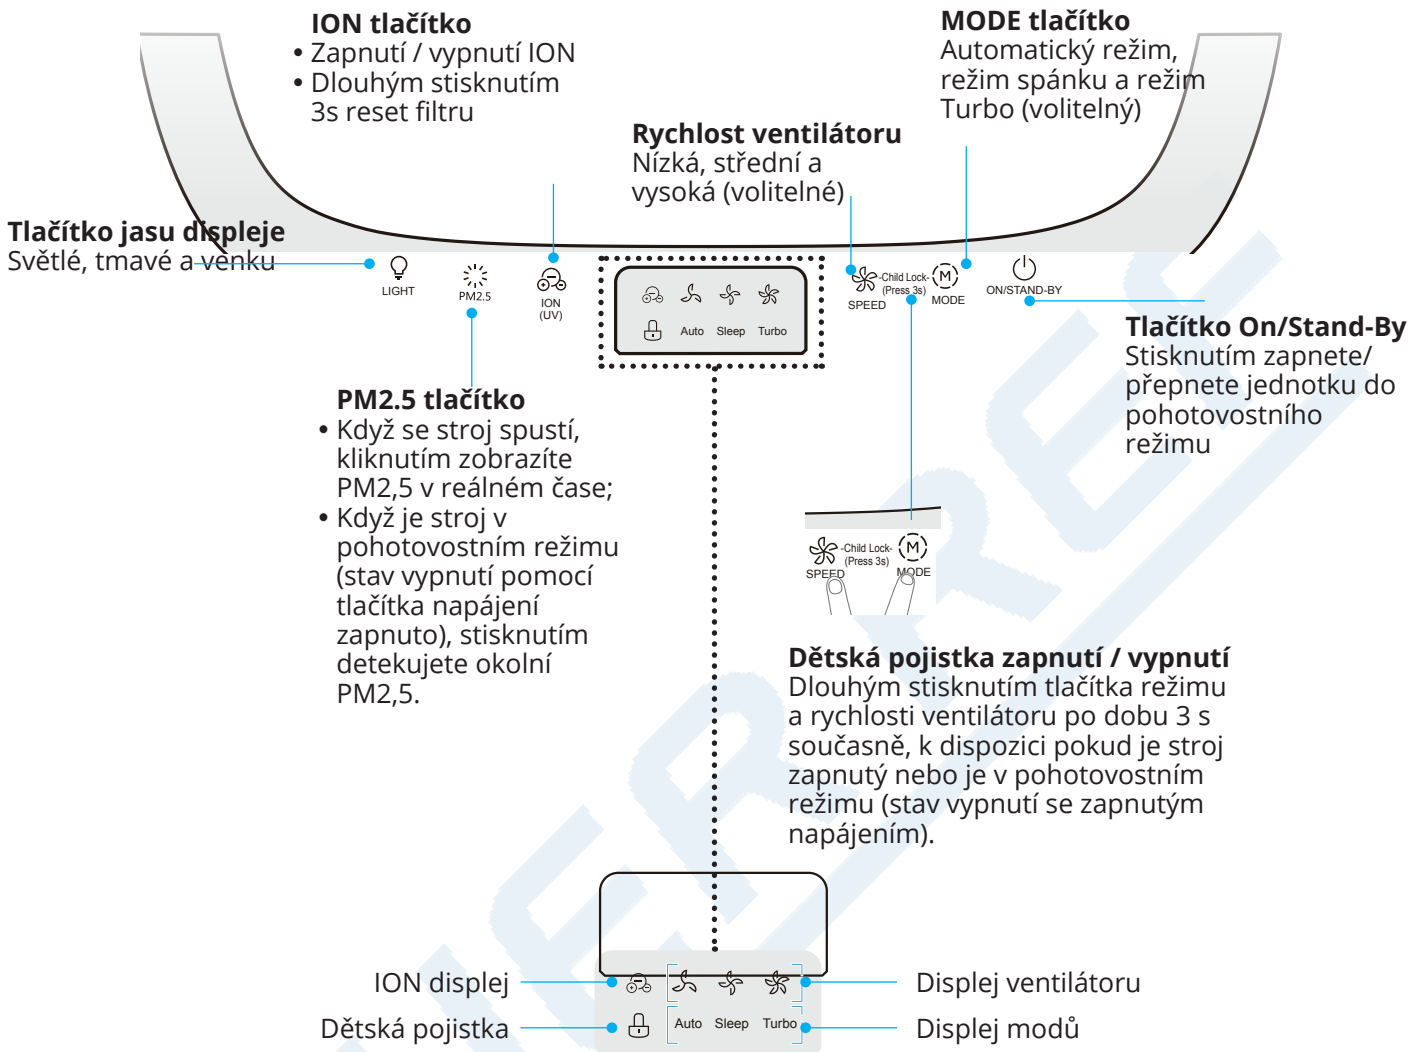 ION tlačítko
• Zapnutí / vypnutí ION
• Dlouhým stisknutím
3s reset filtru
MODE tlačítko
Automatický režim,
režim spánku a režim
Turbo (volitelný)
Rychlost ventilátoru
Nízká, střední a
vysoká (volitelné)
Tlačítko jasu displeje
Světlé, tmavé a venku
LIGHT
PM2.5
ION
(UV)
Auto Sleep Turbo
SPEED
-Child Lock-
(Press 3s)
MODE
ON/STAND-BY
Tlačítko On/Stand-By
Stisknutím zapnete/
přepnete jednotku do
pohotovostního
režimu
PM2.5 tlačítko
• Když se stroj spustí,
kliknutím zobrazíte
PM2,5 v reálném čase;
• Když je stroj v
pohotovostním režimu
(stav vypnutí pomocí
tlačítka napájení
zapnuto), stisknutím
detekujete okolní
PM2,5.
SPEED
-Child Lock-
(Press 3s)
MODE
Dětská pojistka zapnutí / vypnutí
Dlouhým stisknutím tlačítka režimu
a rychlosti ventilátoru po dobu 3 s
současně, k dispozici pokud je stroj
zapnutý nebo je v pohotovostním
režimu (stav vypnutí se zapnutým
napájením).
ION displej
Displej ventilátoru
Dětská pojistka
Auto Sleep Turbo
Displej modů